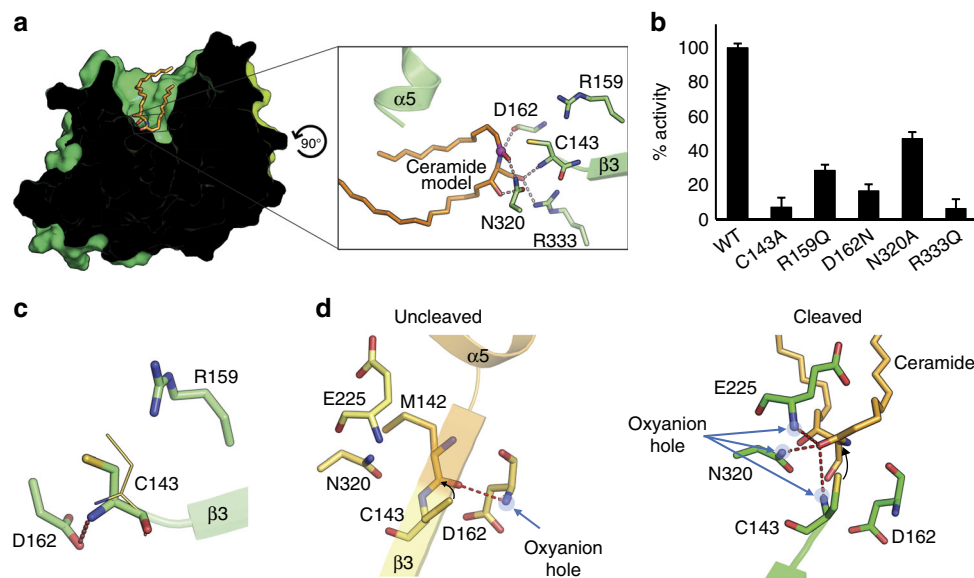 a
α5
R159
D162
C143
β3
90°
Ceramide
model
N320
R333
b
% activity
100
80
60
40
20
0
WT
C143A
R159Q
D162N
N320A
R333Q
c
R159
C143
β3
D162
d
Uncleaved
α5
E225
M142
N320
C143
D162
β3
Oxyanion
hole
Cleaved
Ceramide
E225
Oxyanion
hole
N320
C143
D162